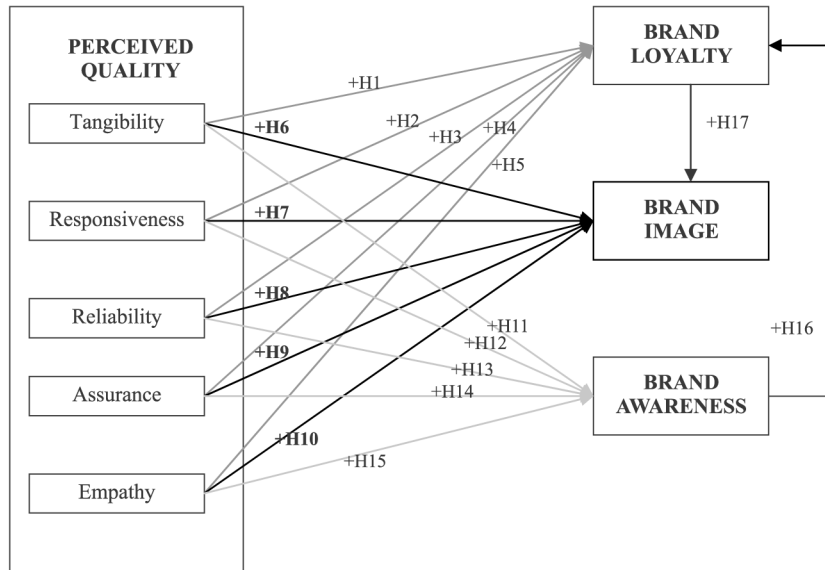 PERCEIVED
QUALITY
Tangibility
Responsiveness
Reliability
Assurance
Empathy
+H1
+H2
+H3
+H4
+H5
+H6
+H7
+H8
+H9
+H10
+H11
+H12
+H13
+H14
+H15
BRAND
LOYALTY
+H17
BRAND
IMAGE
+H16
BRAND
AWARENESS